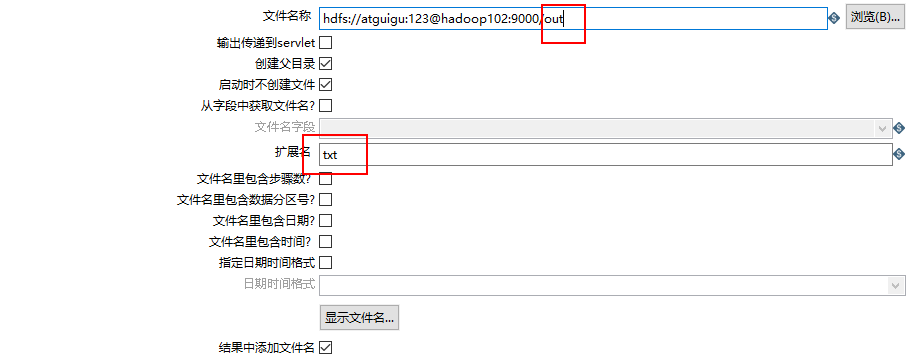 文件名称 hdfs://atguigu:123@hadoop102:9000/out 浏览(B)...
输出传递到servlet
创建父目录
启动时不创建文件
从字段中获取文件名?
文件名字段
扩展名 txt
文件名里包含步骤数?
文件名里包含数据分区号?
文件名里包含日期?
文件名里包含时间?
指定日期时间格式
日期时间格式
显示文件名...
结果中添加文件名